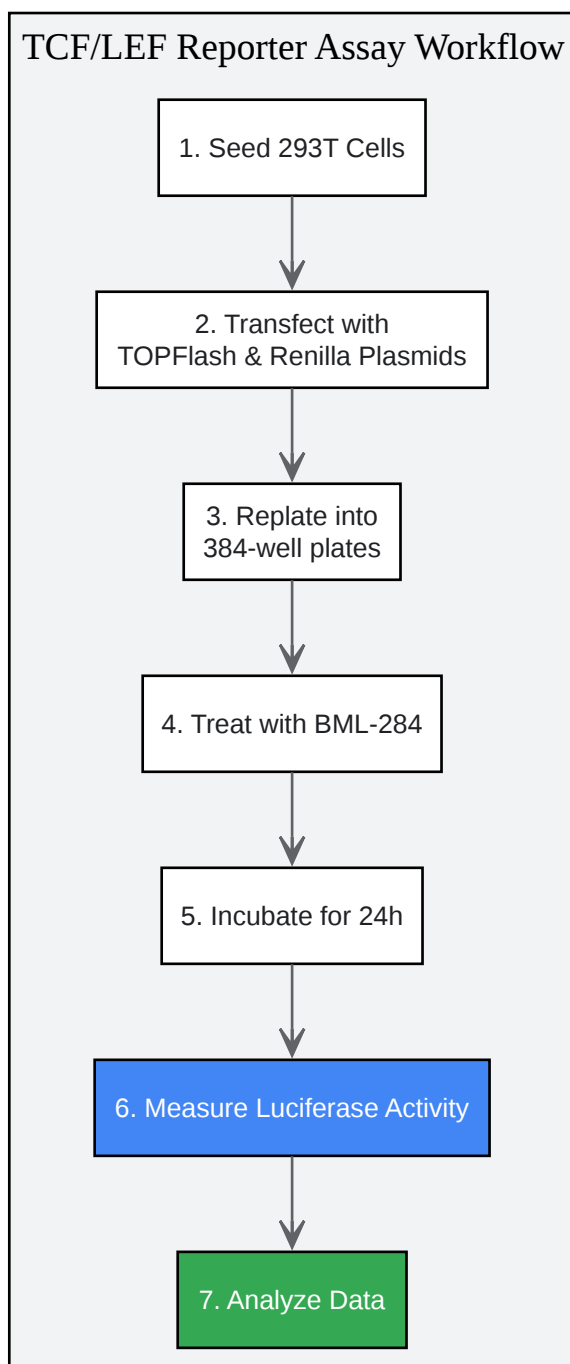 TCF/LEF Reporter Assay Workflow
1. Seed 293T Cells
2. Transfect with
TOPFlash & Renilla Plasmids
3. Replate into
384-well plates
4. Treat with BML-284
5. Incubate for 24h
6. Measure Luciferase Activity
7. Analyze Data